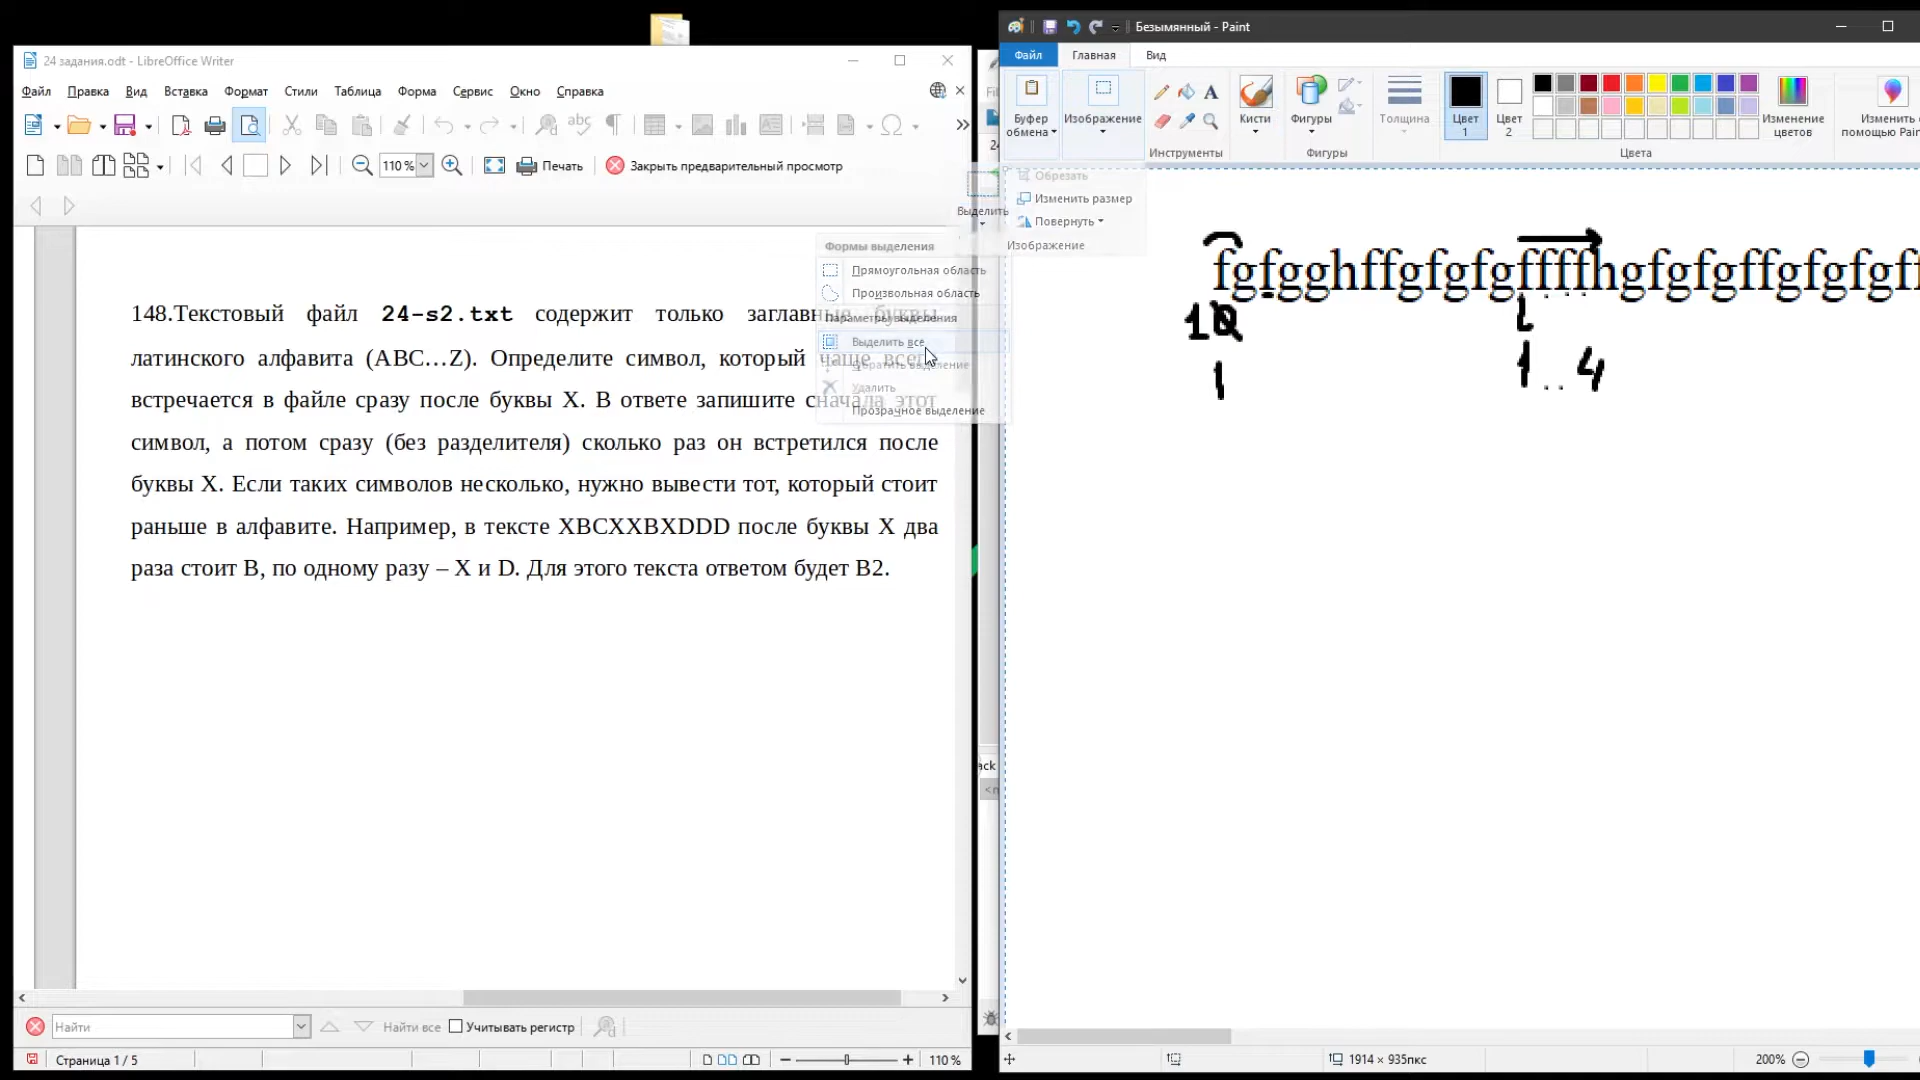 24 задания.odt - LibreOffice Writer
Файл Правка Вид Вставка Формат Стили Таблица Форма Сервис Окно Справка
110 %
Печать
Закрыть предварительный просмотр
148.Текстовый файл 24-s2.txt содержит только заглавные буквы
латинского алфавита (ABC…Z). Определите символ, который чаще всего
встречается в файле сразу после буквы X. В ответе запишите сначала этот
символ, а потом сразу (без разделителя) сколько раз он встретился после
буквы X. Если таких символов несколько, нужно вывести тот, который стоит
раньше в алфавите. Например, в тексте XBCXXBXDDD после буквы X два
раза стоит B, по одному разу – X и D. Для этого текста ответом будет B2.
Найти
Найти все
Учитывать регистр
Страница 1 / 5
110 %
Безымянный - Paint
Файл Главная Вид
Буфер обмена
Изображение
Инструменты
Кисти
Фигуры
Фигуры
Толщина
Цвет 1
Цвет 2
Изменение цветов
Цвета
Изменить с
помощью Pain
Выделить
Обрезать
Изменить размер
Повернуть
Изображение
Формы выделения
Прямоугольная область
Произвольная область
Параметры выделения
Выделить все
Обратить выделение
Удалить
Прозрачное выделение
fgfgghffgfgfgffffhgfgfgffgfgfgff
1
1 .. 4
1914 × 935пкс
200%